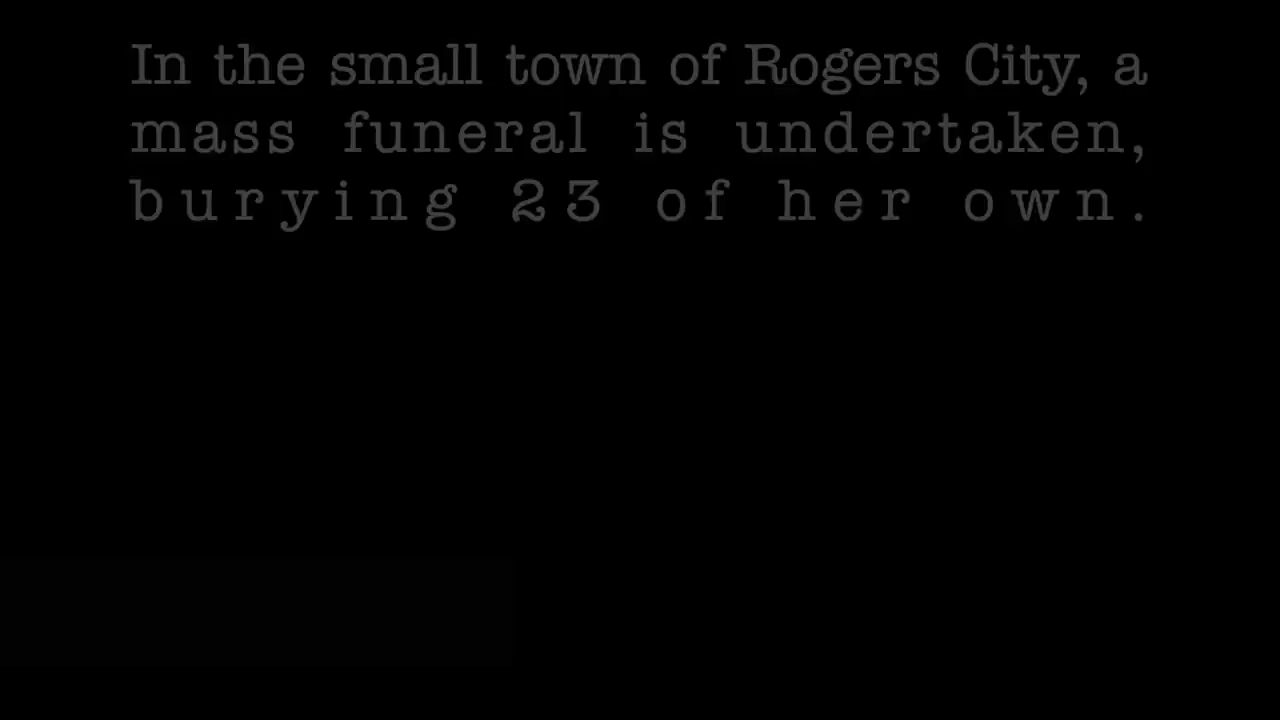 In the small town of Rogers City, a
mass funeral is undertaken,
burying 23 of her own.